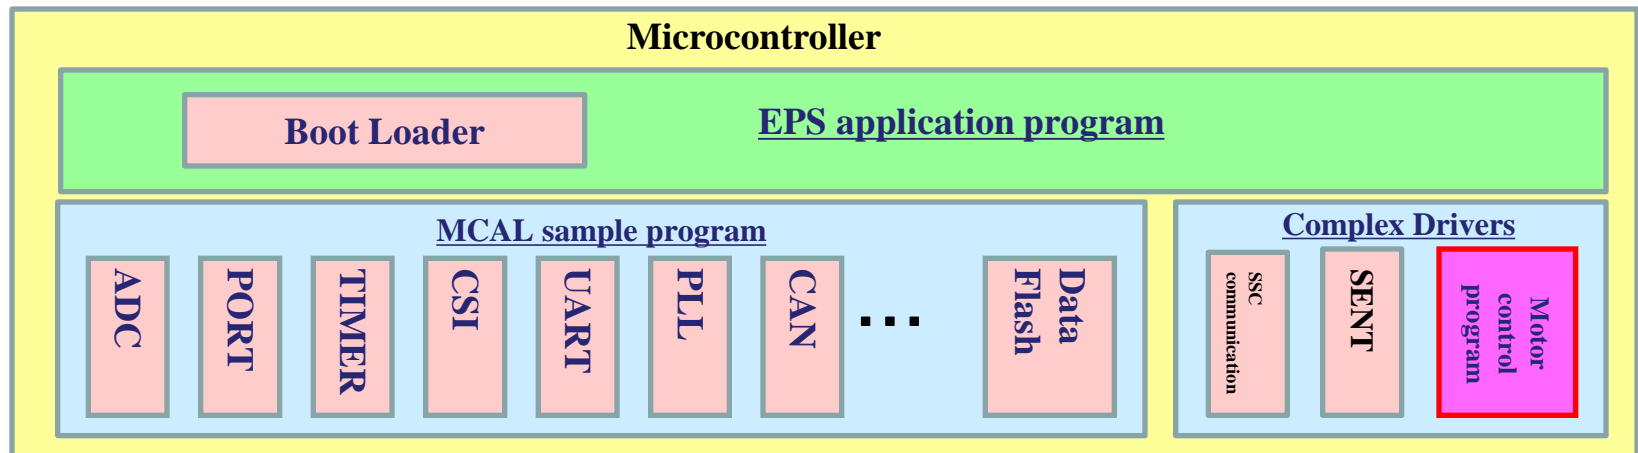 Microcontroller
Boot Loader
EPS application program
MCAL sample program
ADC
PORT
TIMER
CSI
UART
PLL
CAN
...
Data
Flash
Complex Drivers
SSC
communication
SENT
Motor
control
program